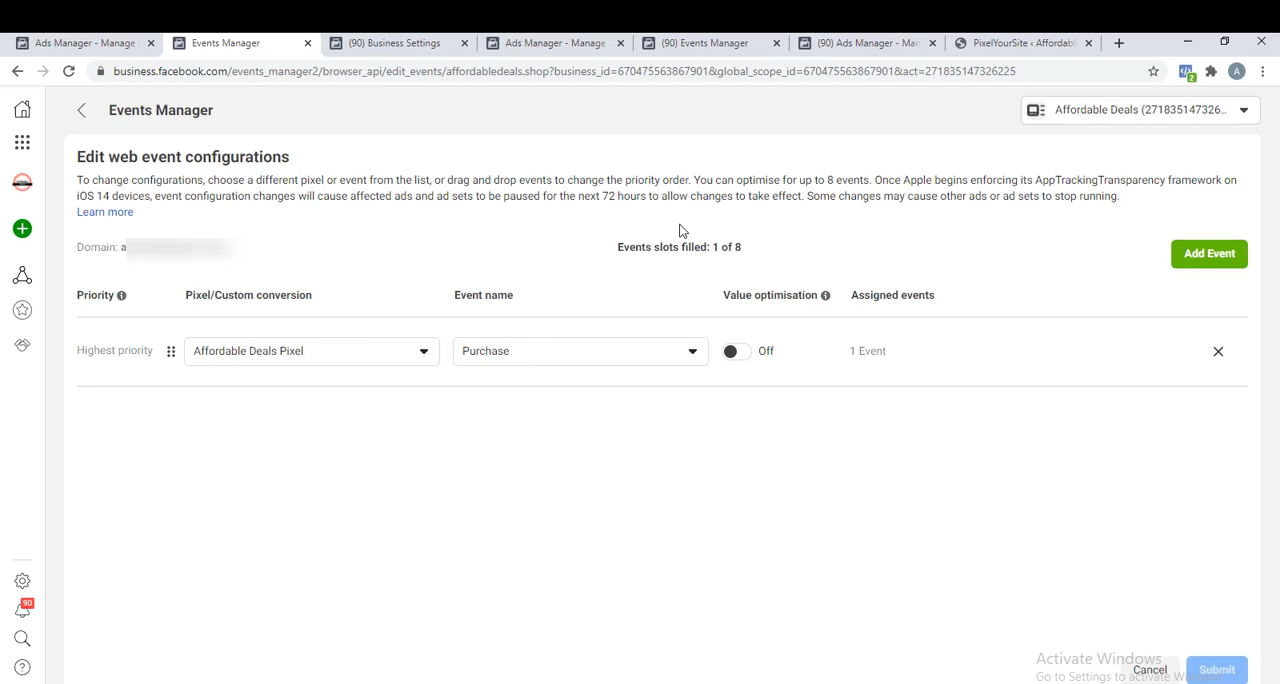 Ads Manager - Manage
Events Manager
(90) Business Settings
Ads Manager - Manage
(90) Events Manager
(90) Ads Manager - Man
PixelYourSite ‹ Affordabl
business.facebook.com/events_manager2/browser_api/edit_events/affordabledeals.shop?business_id=670475563867901&global_scope_id=670475563867901&act=271835147326225
2
A
Events Manager
Affordable Deals (271835147326...
Edit web event configurations
To change configurations, choose a different pixel or event from the list, or drag and drop events to change the priority order. You can optimise for up to 8 events. Once Apple begins enforcing its AppTrackingTransparency framework on
iOS 14 devices, event configuration changes will cause affected ads and ad sets to be paused for the next 72 hours to allow changes to take effect. Some changes may cause other ads or ad sets to stop running.
Learn more
Domain: a
Events slots filled: 1 of 8
Add Event
Priority
Pixel/Custom conversion
Event name
Value optimisation
Assigned events
Highest priority
Affordable Deals Pixel
Purchase
Off
1 Event
90
Activate Windows
Cancel
Submit
Go to Settings to activate